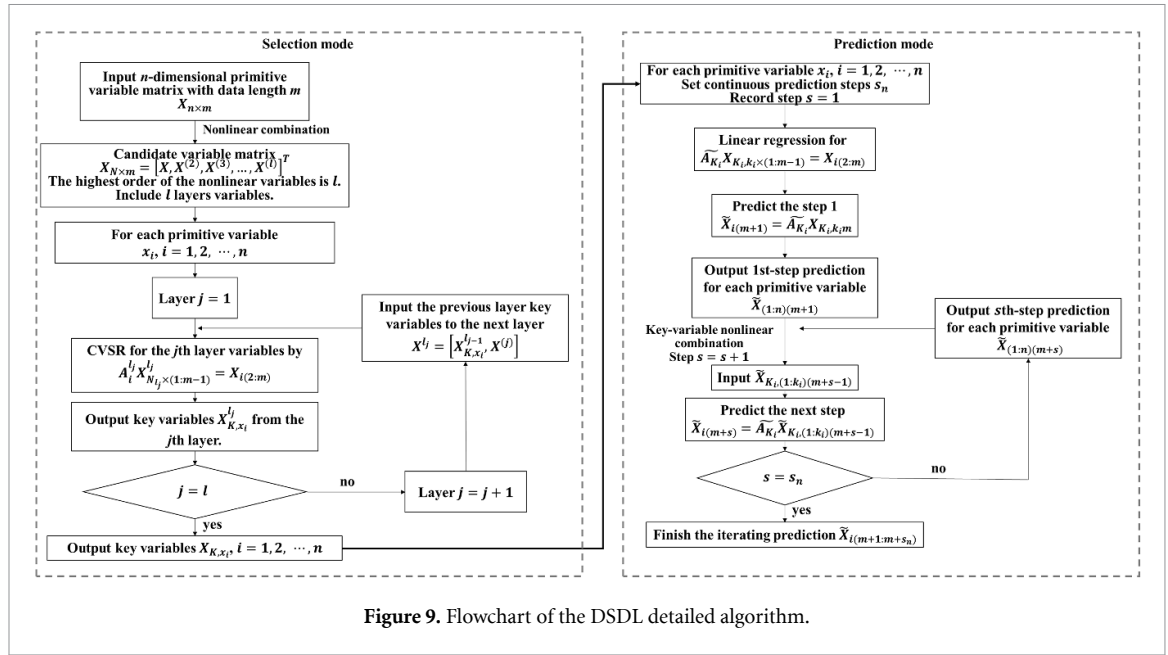 Selection mode
Input n-dimensional primitive
variable matrix with data length m
X_{n×m}
Nonlinear combination
Candidate variable matrix
X_{N×m} = [X, X^{(2)}, X^{(3)}, ..., X^{(l)}]^T
The highest order of the nonlinear variables is l.
Include l layers variables.
For each primitive variable
x_i, i = 1, 2, ⋯, n
Layer j = 1
Input the previous layer key
variables to the next layer
X^{l_j} = [X^{l_{j-1}}_{K,x_i}, X^{(j)}]
CVSR for the jth layer variables by
A_i^{l_j} X^{l_j}_{N_{l_j}×(1:m−1)} = X_{i(2:m)}
Output key variables X^{l_j}_{K,x_i} from the
jth layer.
j = l
no
Layer j = j + 1
yes
Output key variables X_{K,x_i}, i = 1, 2, ⋯, n
Prediction mode
For each primitive variable x_i, i = 1, 2, ⋯, n
Set continuous prediction steps s_n
Record step s = 1
Linear regression for
\widetilde{A_{K_i}} X_{K_i,k_i×(1:m−1)} = X_{i(2:m)}
Predict the step 1
\widetilde{X}_{i(m+1)} = \widetilde{A_{K_i}} X_{K_i,k_i m}
Output 1st-step prediction
for each primitive variable
\widetilde{X}_{(1:n)(m+1)}
Key-variable nonlinear
combination
Step s = s + 1
Output sth-step prediction
for each primitive variable
\widetilde{X}_{(1:n)(m+s)}
Input \widetilde{X}_{K_i,(1:k_i)(m+s−1)}
Predict the next step
\widetilde{X}_{i(m+s)} = \widetilde{A_{K_i}} \widetilde{X}_{K_i,(1:k_i)(m+s−1)}
s = s_n
no
yes
Finish the iterating prediction \widetilde{X}_{i(m+1:m+s_n)}
Figure 9. Flowchart of the DSDL detailed algorithm.